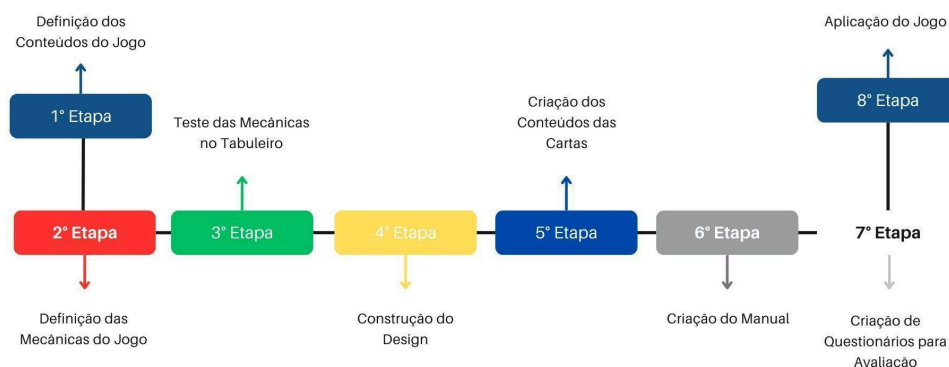 Definição dos
Conteúdos do Jogo
1° Etapa
2° Etapa
Definição das
Mecânicas do Jogo
Teste das Mecânicas
no Tabuleiro
3° Etapa
4° Etapa
Construção do
Design
Criação dos
Conteúdos das
Cartas
5° Etapa
6° Etapa
Criação do Manual
7° Etapa
Criação de
Questionários para
Avaliação
Aplicação do Jogo
8° Etapa